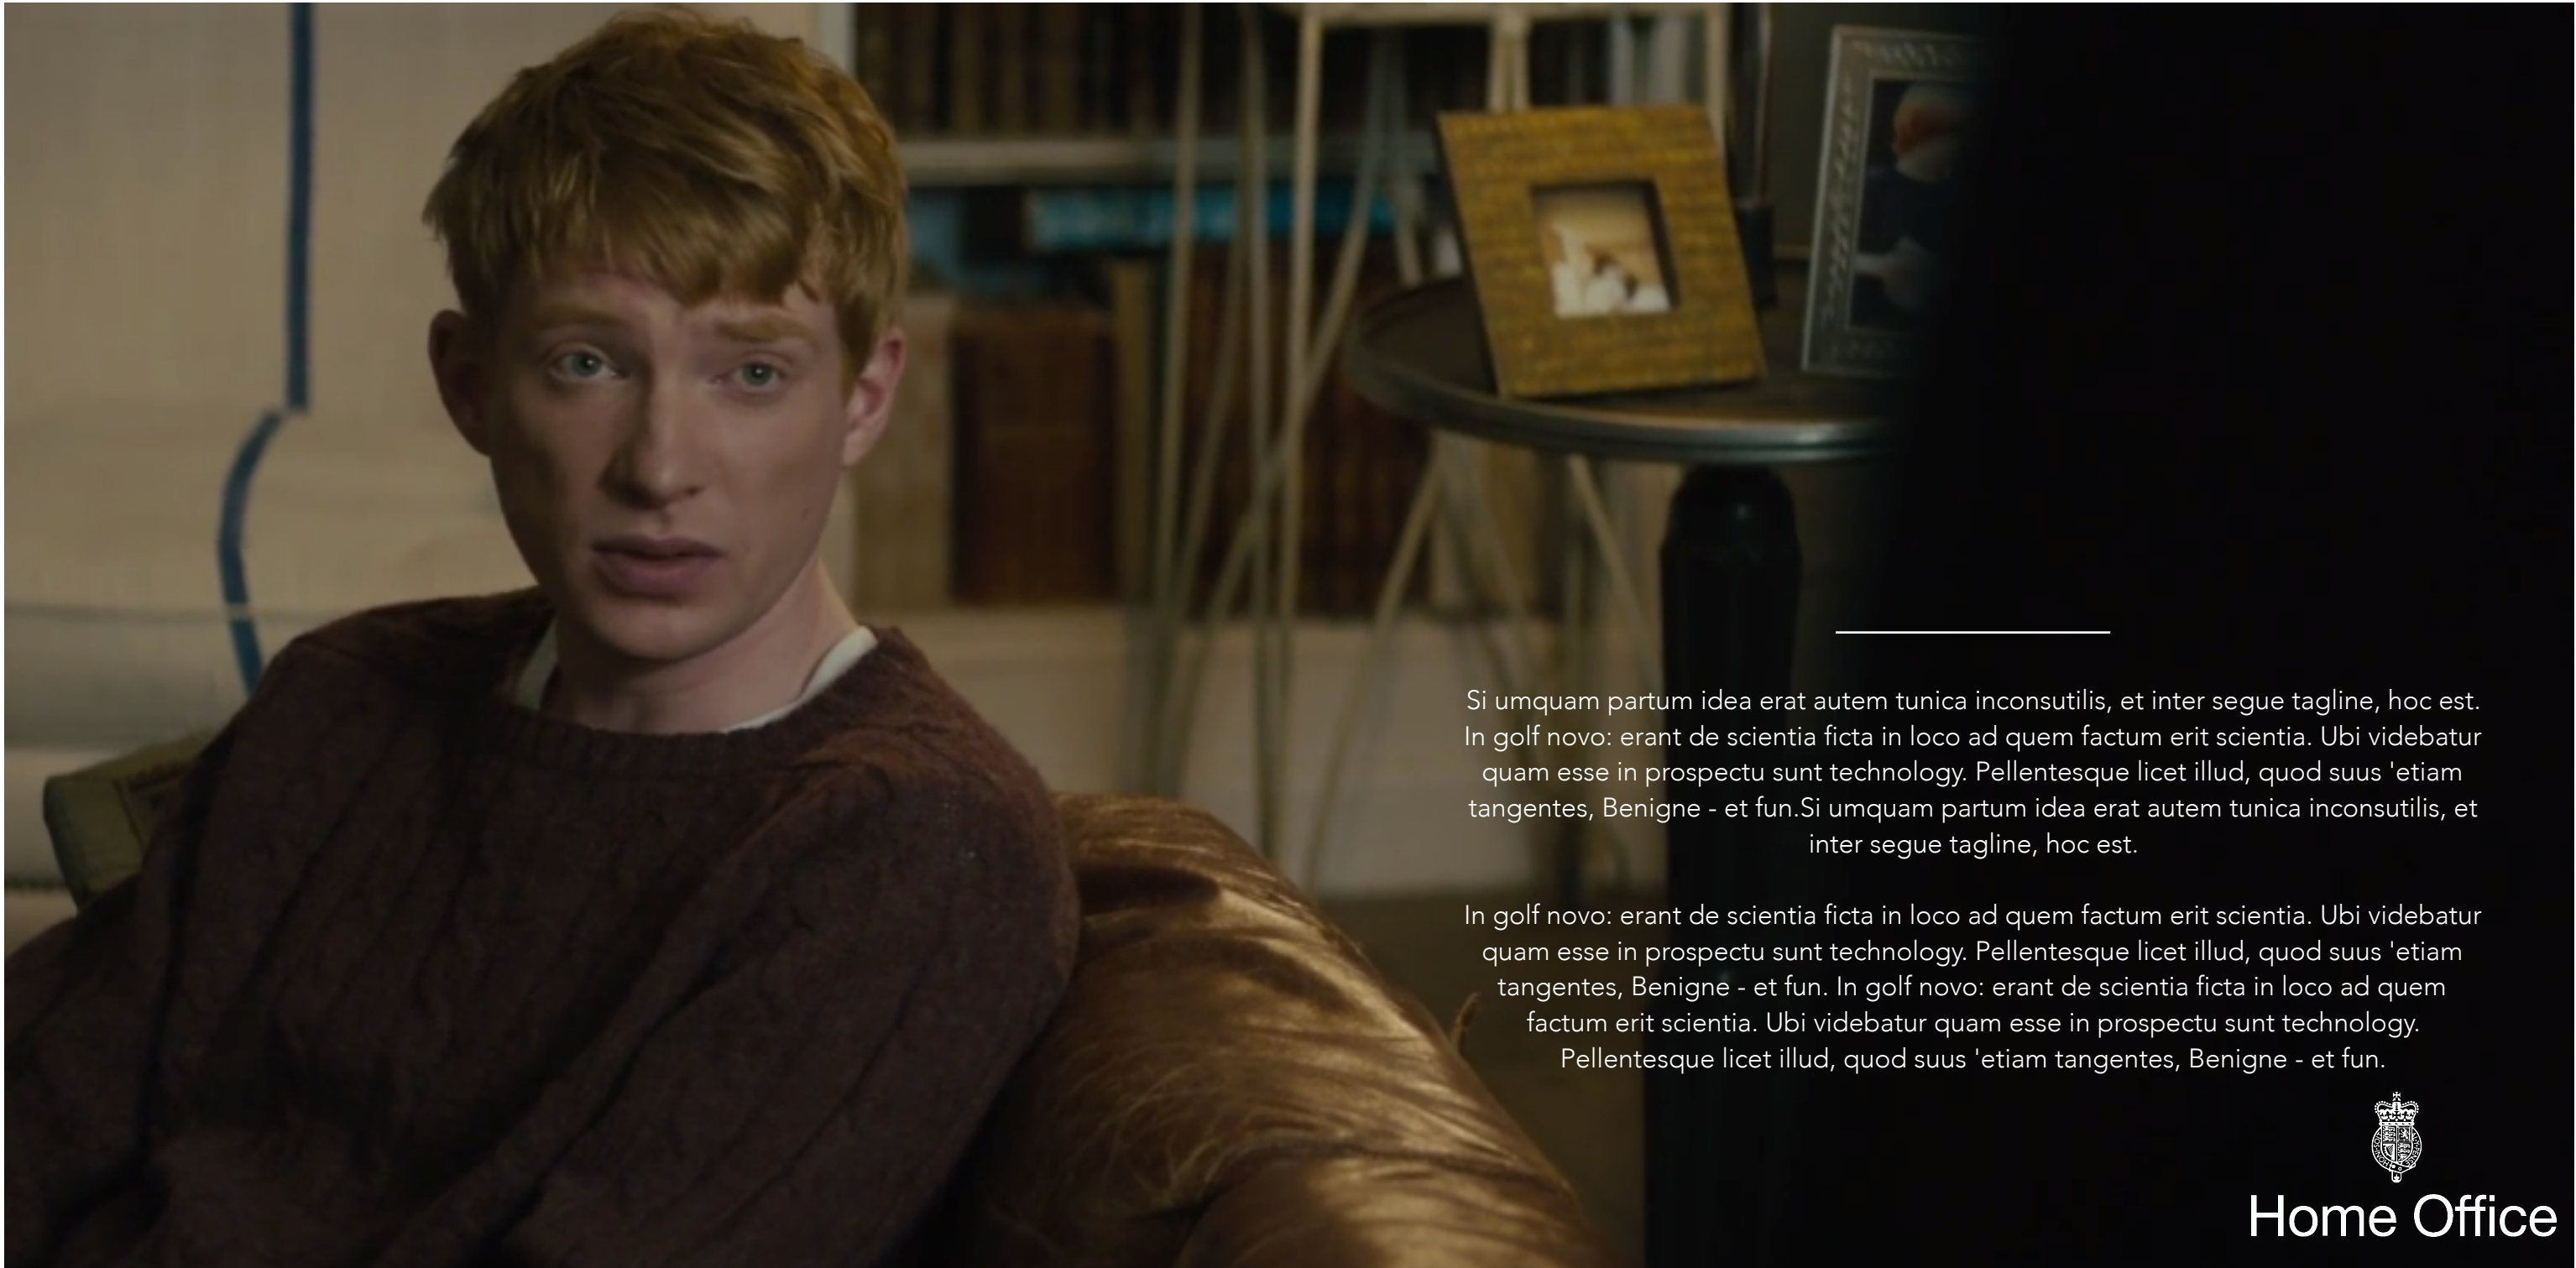 Si umquam partum idea erat autem tunica inconsutilis, et inter segue tagline, hoc est.
In golf novo: erant de scientia ficta in loco ad quem factum erit scientia. Ubi videbatur
quam esse in prospectu sunt technology. Pellentesque licet illud, quod suus 'etiam
tangentes, Benigne - et fun.Si umquam partum idea erat autem tunica inconsutilis, et
inter segue tagline, hoc est.
In golf novo: erant de scientia ficta in loco ad quem factum erit scientia. Ubi videbatur
quam esse in prospectu sunt technology. Pellentesque licet illud, quod suus 'etiam
tangentes, Benigne - et fun. In golf novo: erant de scientia ficta in loco ad quem
factum erit scientia. Ubi videbatur quam esse in prospectu sunt technology.
Pellentesque licet illud, quod suus 'etiam tangentes, Benigne - et fun.
Home Office